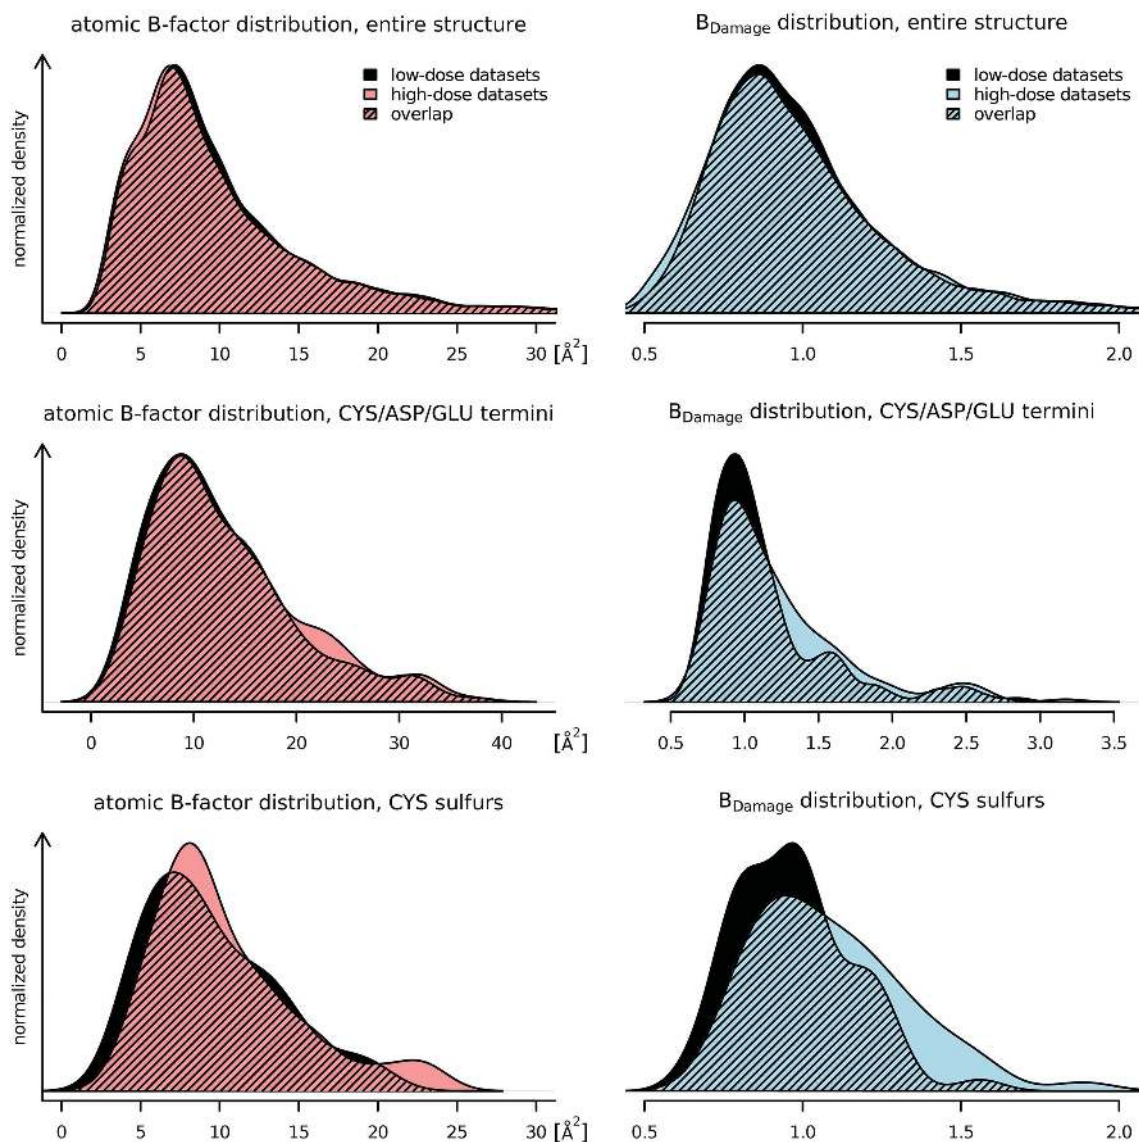 atomic B-factor distribution, entire structure
B_Damage distribution, entire structure
normalized density
low-dose datasets
high-dose datasets
overlap
low-dose datasets
high-dose datasets
overlap
0 5 10 15 20 25 30 [Å²]
0.5 1.0 1.5 2.0
atomic B-factor distribution, CYS/ASP/GLU termini
B_Damage distribution, CYS/ASP/GLU termini
normalized density
0 10 20 30 40 [Å²]
0.5 1.0 1.5 2.0 2.5 3.0 3.5
atomic B-factor distribution, CYS sulfurs
B_Damage distribution, CYS sulfurs
normalized density
0 5 10 15 20 25 30 [Å²]
0.5 1.0 1.5 2.0